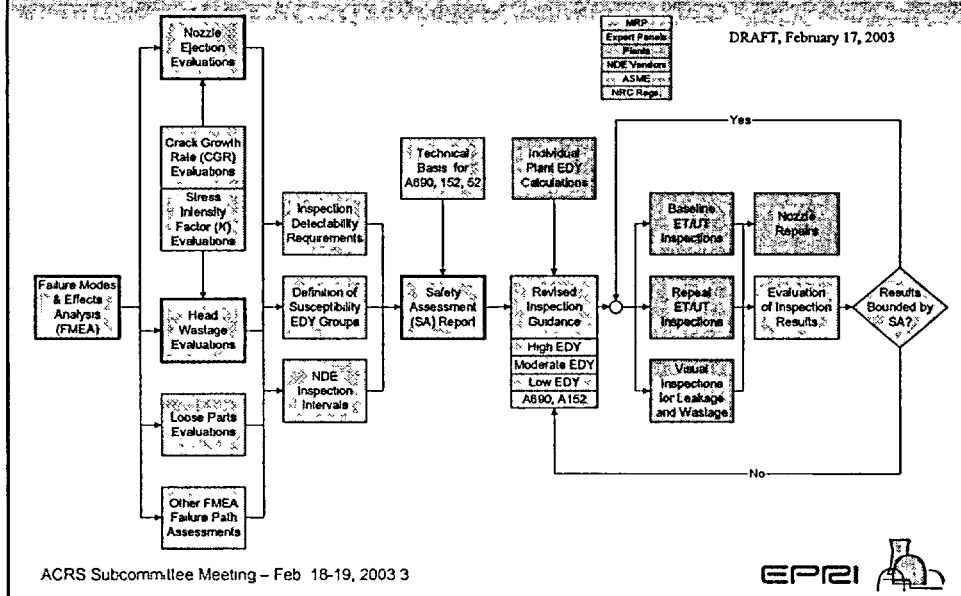 MRP
Expert Panels
Plants
NDE Vendors
ASME
NRC Regs.
DRAFT, February 17, 2003
Nozzle
Ejection
Evaluations
Crack Growth
Rate (CGR)
Evaluations
Stress
Intensity
Factor (K)
Evaluations
Failure Modes
& Effects
Analysis
(FMEA)
Head
Wastage
Evaluations
Loose Parts
Evaluations
Other FMEA
Failure Path
Assessments
Inspection
Detectability
Requirements
Definition of
Susceptibility
EDY Groups
NDE
Inspection
Intervals
Technical
Basis for
A690, 152, 52
Safety
Assessment
(SA) Report
Individual
Plant EDY
Calculations
Revised
Inspection
Guidance
High EDY
Moderate EDY
Low EDY
A690, A152
Yes
Baseline
ET/UT
Inspections
Repeat
ET/UT
Inspections
Visual
Inspections
for Leakage
and Wastage
Nozzle
Repairs
Evaluation
of Inspection
Results
Results
Bounded by
SA?
No
ACRS Subcommittee Meeting – Feb 18-19, 2003 3
EPRI